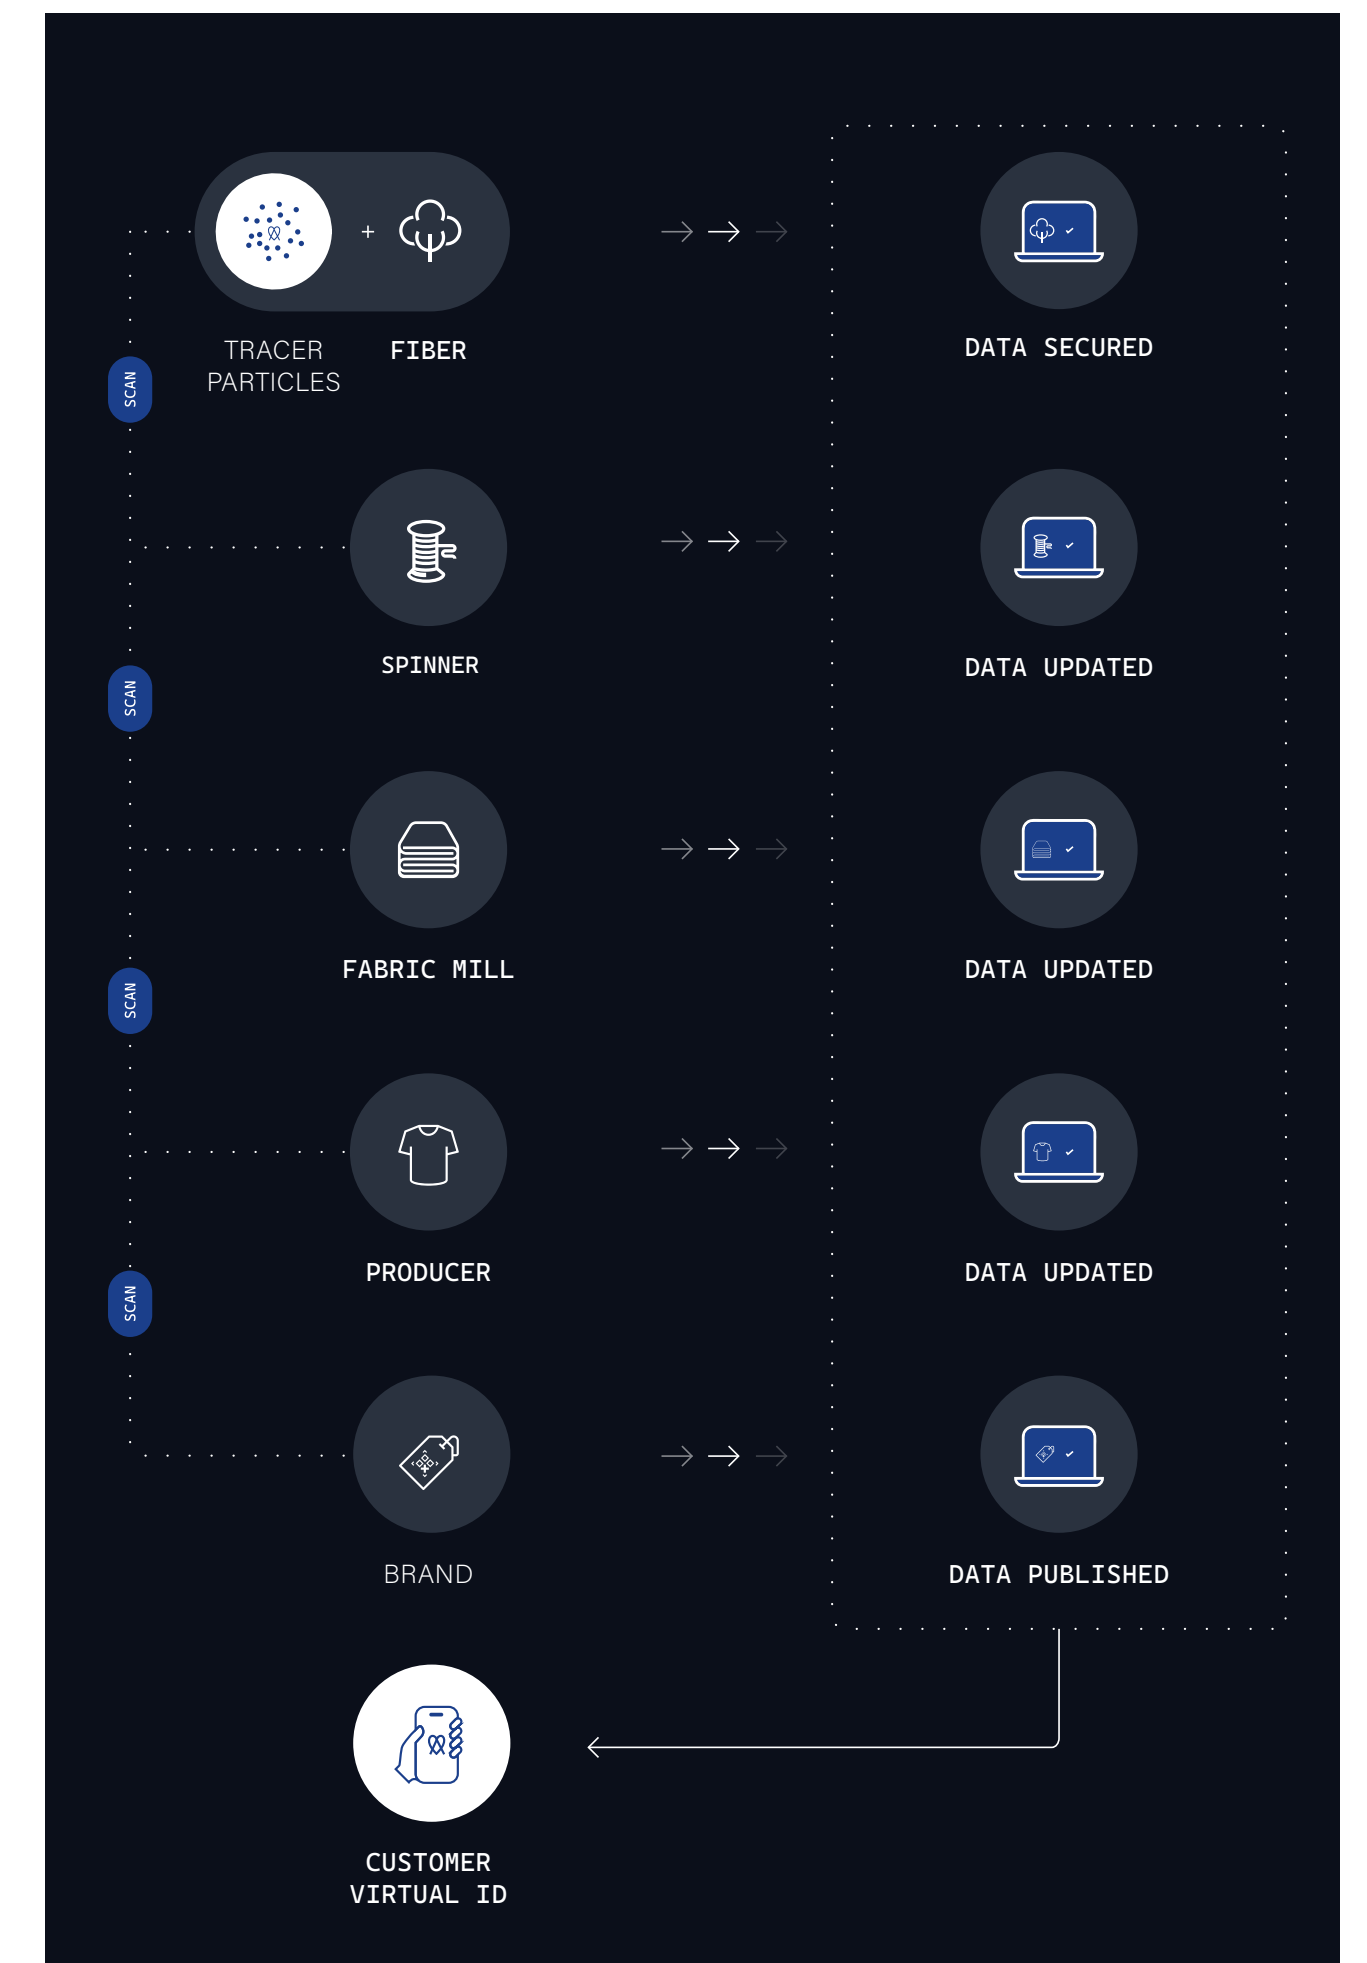 TRACER
PARTICLES
FIBER
DATA SECURED
SCAN
SPINNER
DATA UPDATED
SCAN
FABRIC MILL
DATA UPDATED
SCAN
PRODUCER
DATA UPDATED
SCAN
BRAND
DATA PUBLISHED
CUSTOMER
VIRTUAL ID